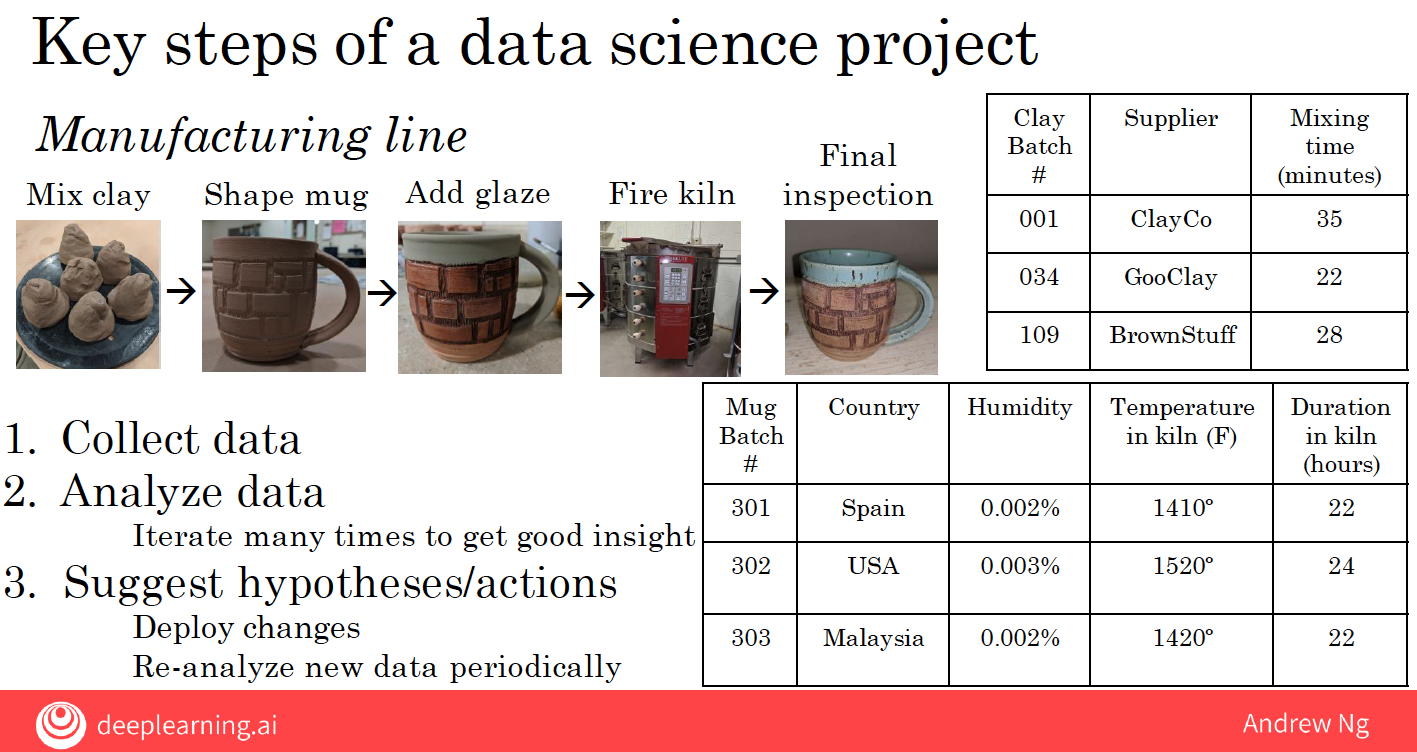 Key steps of a data science project
Manufacturing line
Mix clay
Shape mug
Add glaze
Fire kiln
Final
inspection
Clay
Batch
#
Supplier
Mixing
time
(minutes)
001 ClayCo 35
034 GooClay 22
109 BrownStuff 28
1. Collect data
2. Analyze data
Iterate many times to get good insight
3. Suggest hypotheses/actions
Deploy changes
Re-analyze new data periodically
Mug
Batch
#
Country
Humidity
Temperature
in kiln (F)
Duration
in kiln
(hours)
301 Spain 0.002% 1410° 22
302 USA 0.003% 1520° 24
303 Malaysia 0.002% 1420° 22
deeplearning.ai
Andrew Ng